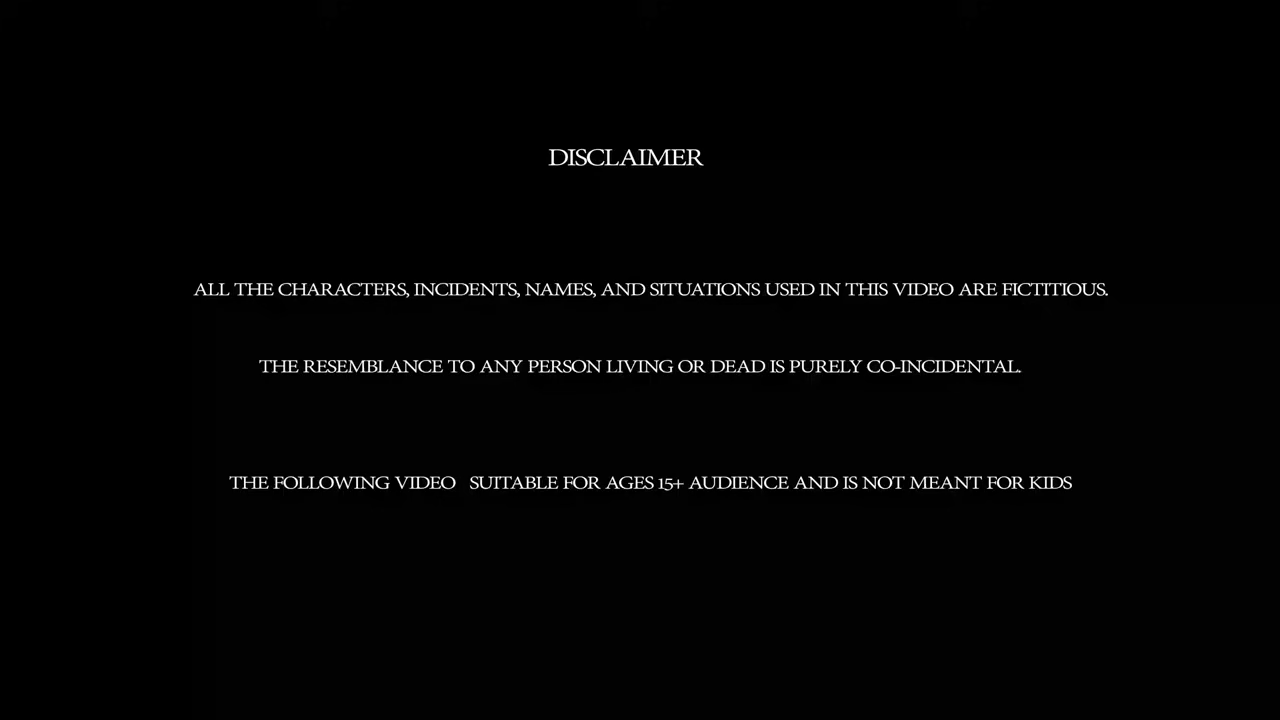 DISCLAIMER
ALL THE CHARACTERS, INCIDENTS, NAMES, AND SITUATIONS USED IN THIS VIDEO ARE FICTITIOUS.
THE RESEMBLANCE TO ANY PERSON LIVING OR DEAD IS PURELY CO-INCIDENTAL.
THE FOLLOWING VIDEO SUITABLE FOR AGES 15+ AUDIENCE AND IS NOT MEANT FOR KIDS